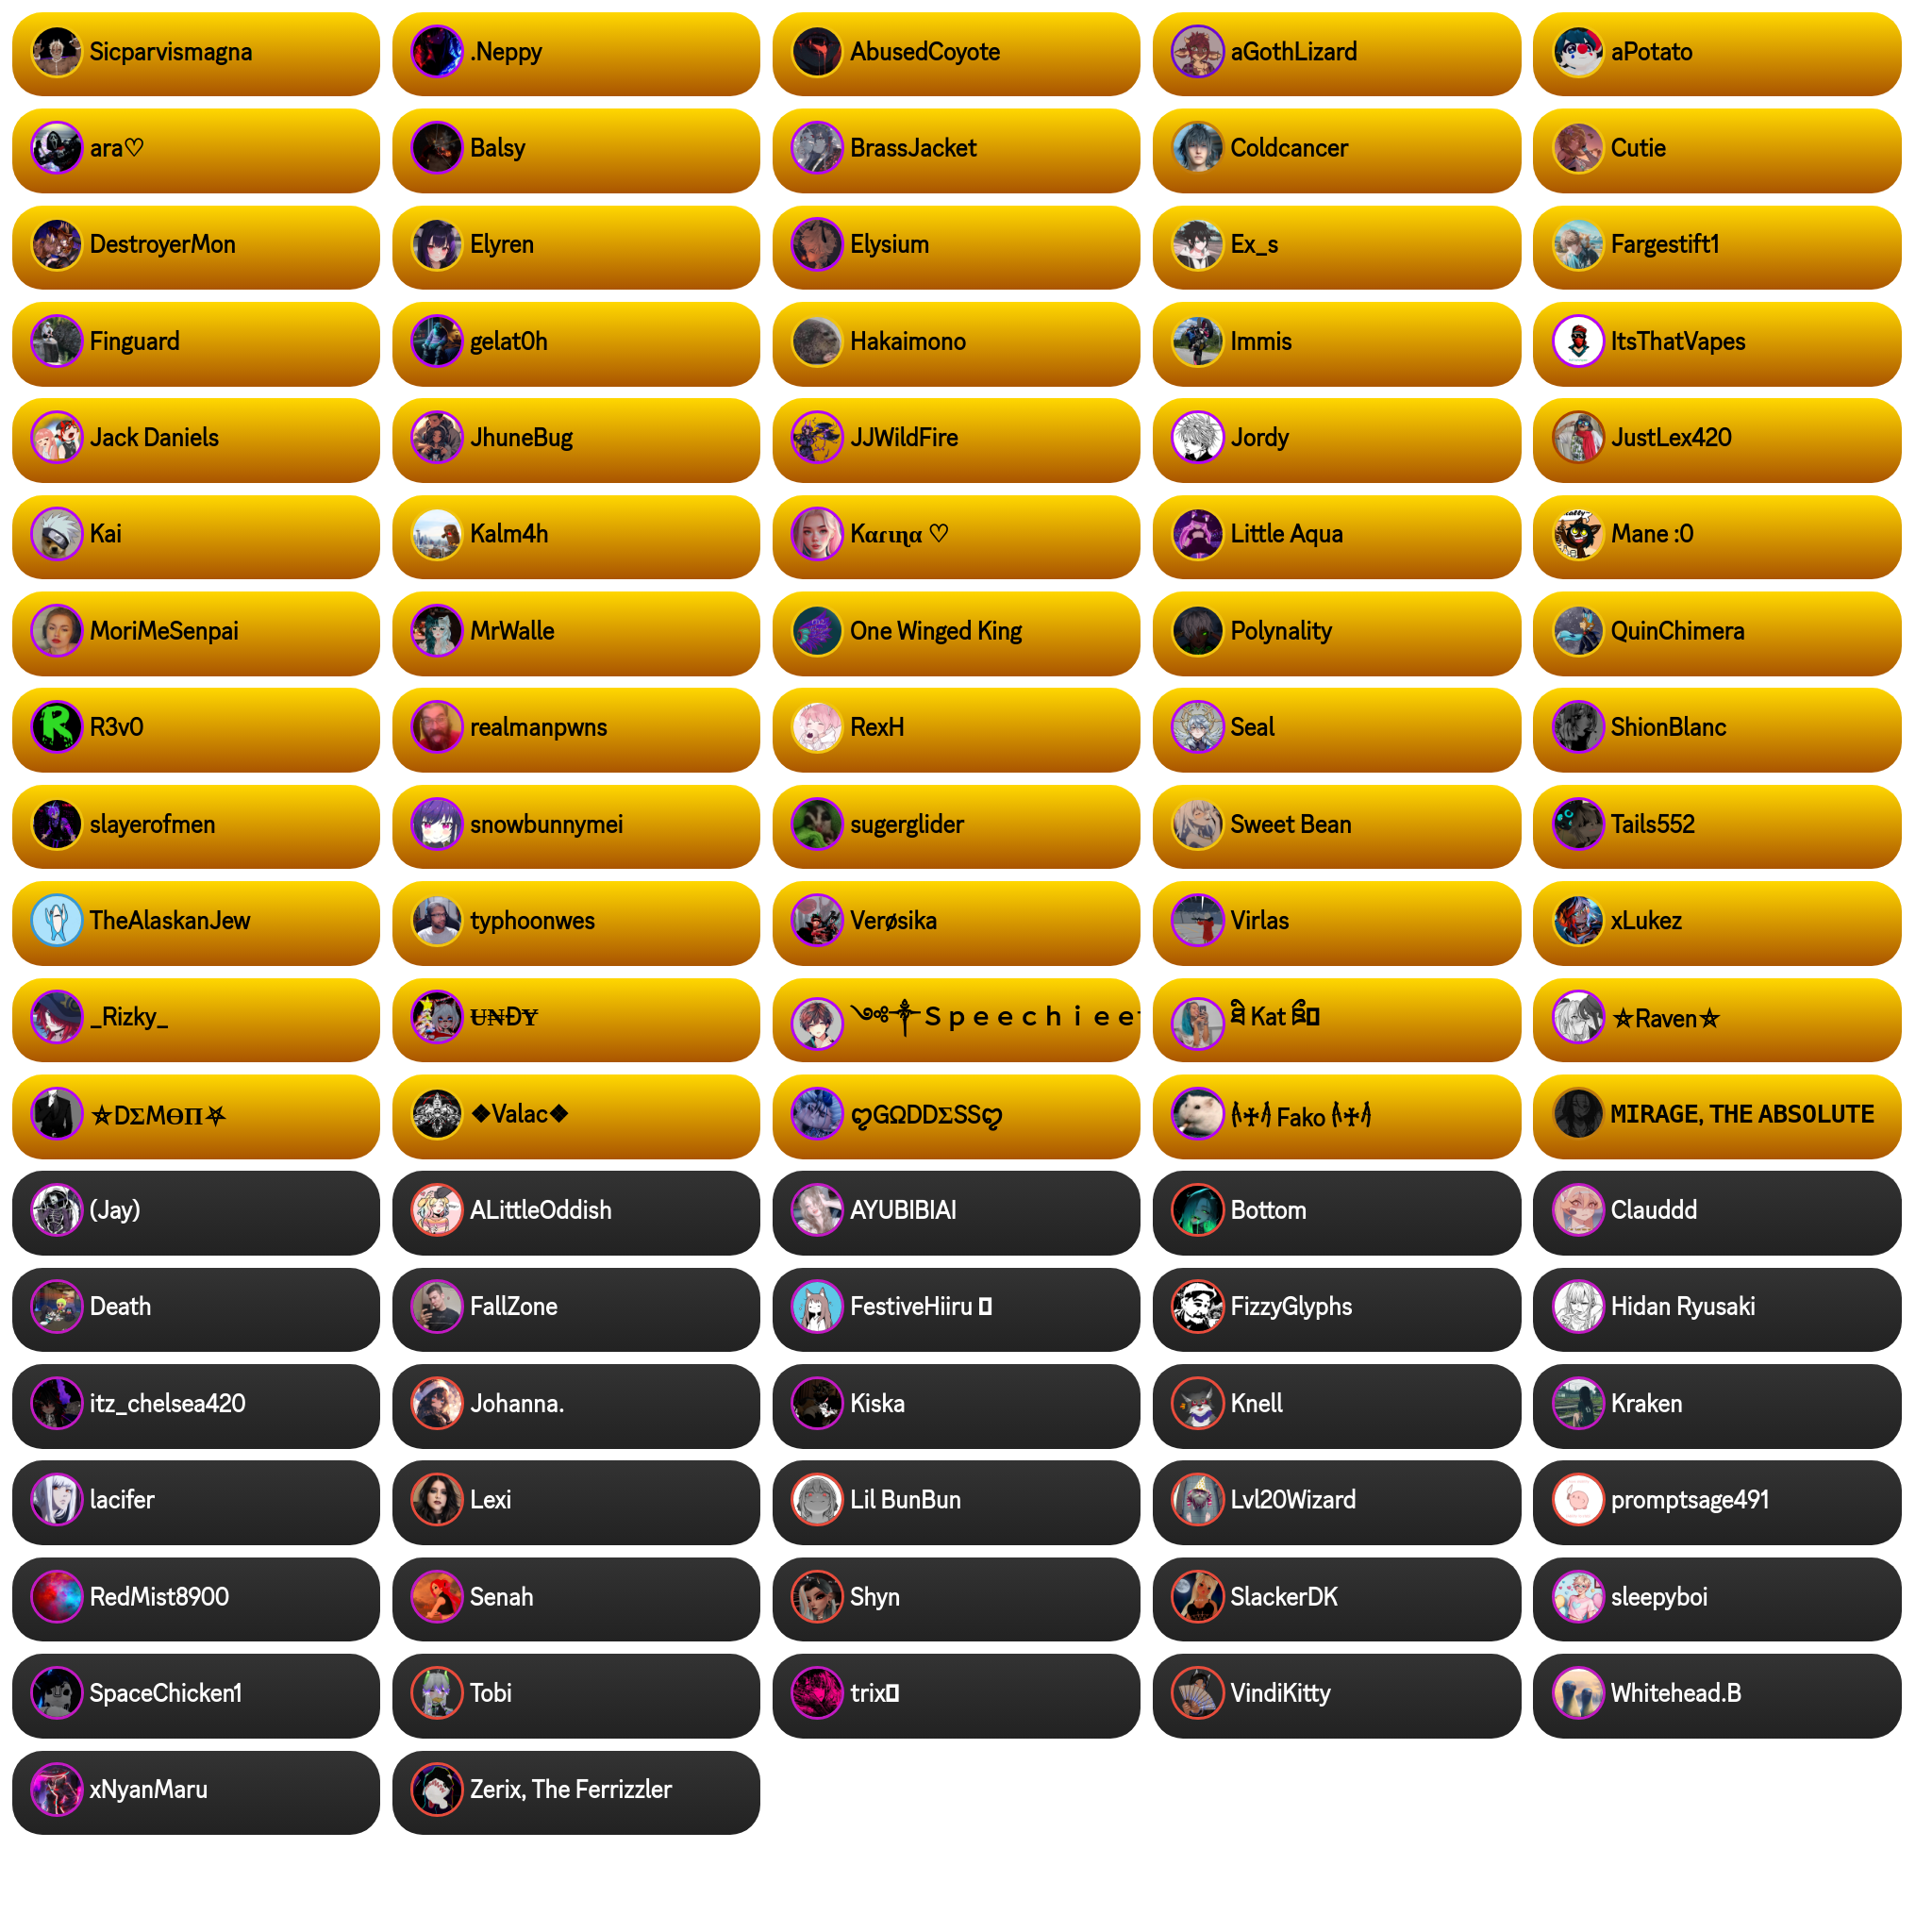 Sicparvismagna
.Neppy
AbusedCoyote
aGothLizard
aPotato
ara♡
Balsy
BrassJacket
Coldcancer
Cutie
DestroyerMon
Elyren
Elysium
Ex_s
Fargestift1
Finguard
gelat0h
Hakaimono
Immis
ItsThatVapes
Jack Daniels
JhuneBug
JJWildFire
Jordy
JustLex420
Kai
Kalm4h
Kαɾιɳα ♡
Little Aqua
Mane :0
MoriMeSenpai
MrWalle
One Winged King
Polynality
QuinChimera
R3v0
realmanpwns
RexH
Seal
ShionBlanc
slayerofmen
snowbunnymei
sugerglider
Sweet Bean
Tails552
TheAlaskanJew
typhoonwes
Verøsika
Virlas
xLukez
_Rizky_
U̶N̶ĐY̶
༺༒Ｓｐｅｅｃｈｉｅｅ
Kat
⛥Raven⛥
⛥DΣMӨΠ⛧
❖Valac❖
ღGΩDDΣSSღ
Fako
MIRAGE, THE ABSOLUTE
(Jay)
ALittleOddish
AYUBIBIAI
Bottom
Clauddd
Death
FallZone
FestiveHiiru
FizzyGlyphs
Hidan Ryusaki
itz_chelsea420
Johanna.
Kiska
Knell
Kraken
lacifer
Lexi
Lil BunBun
Lvl20Wizard
promptsage491
RedMist8900
Senah
Shyn
SlackerDK
sleepyboi
SpaceChicken1
Tobi
trix
VindiKitty
Whitehead.B
xNyanMaru
Zerix, The Ferrizzler